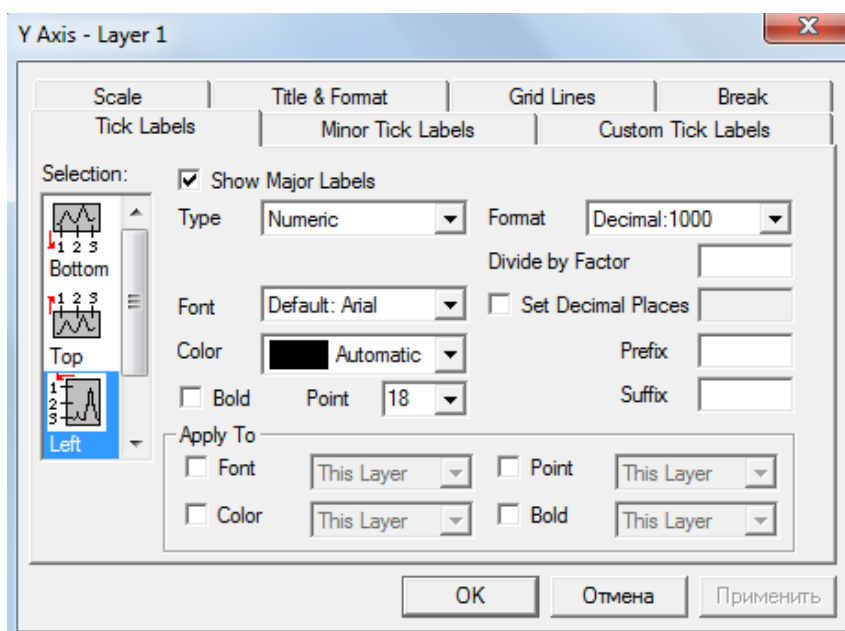 Y Axis - Layer 1
Scale Title & Format Grid Lines Break
Tick Labels Minor Tick Labels Custom Tick Labels
Selection:
Show Major Labels
1 2 3
Bottom
1 2 3
Top
1
2
3
Left
Type Numeric Format Decimal:1000
Divide by Factor
Font Default: Arial Set Decimal Places
Color Automatic Prefix
Bold Point 18 Suffix
Apply To
Font This Layer Point This Layer
Color This Layer Bold This Layer
OK Отмена Применить